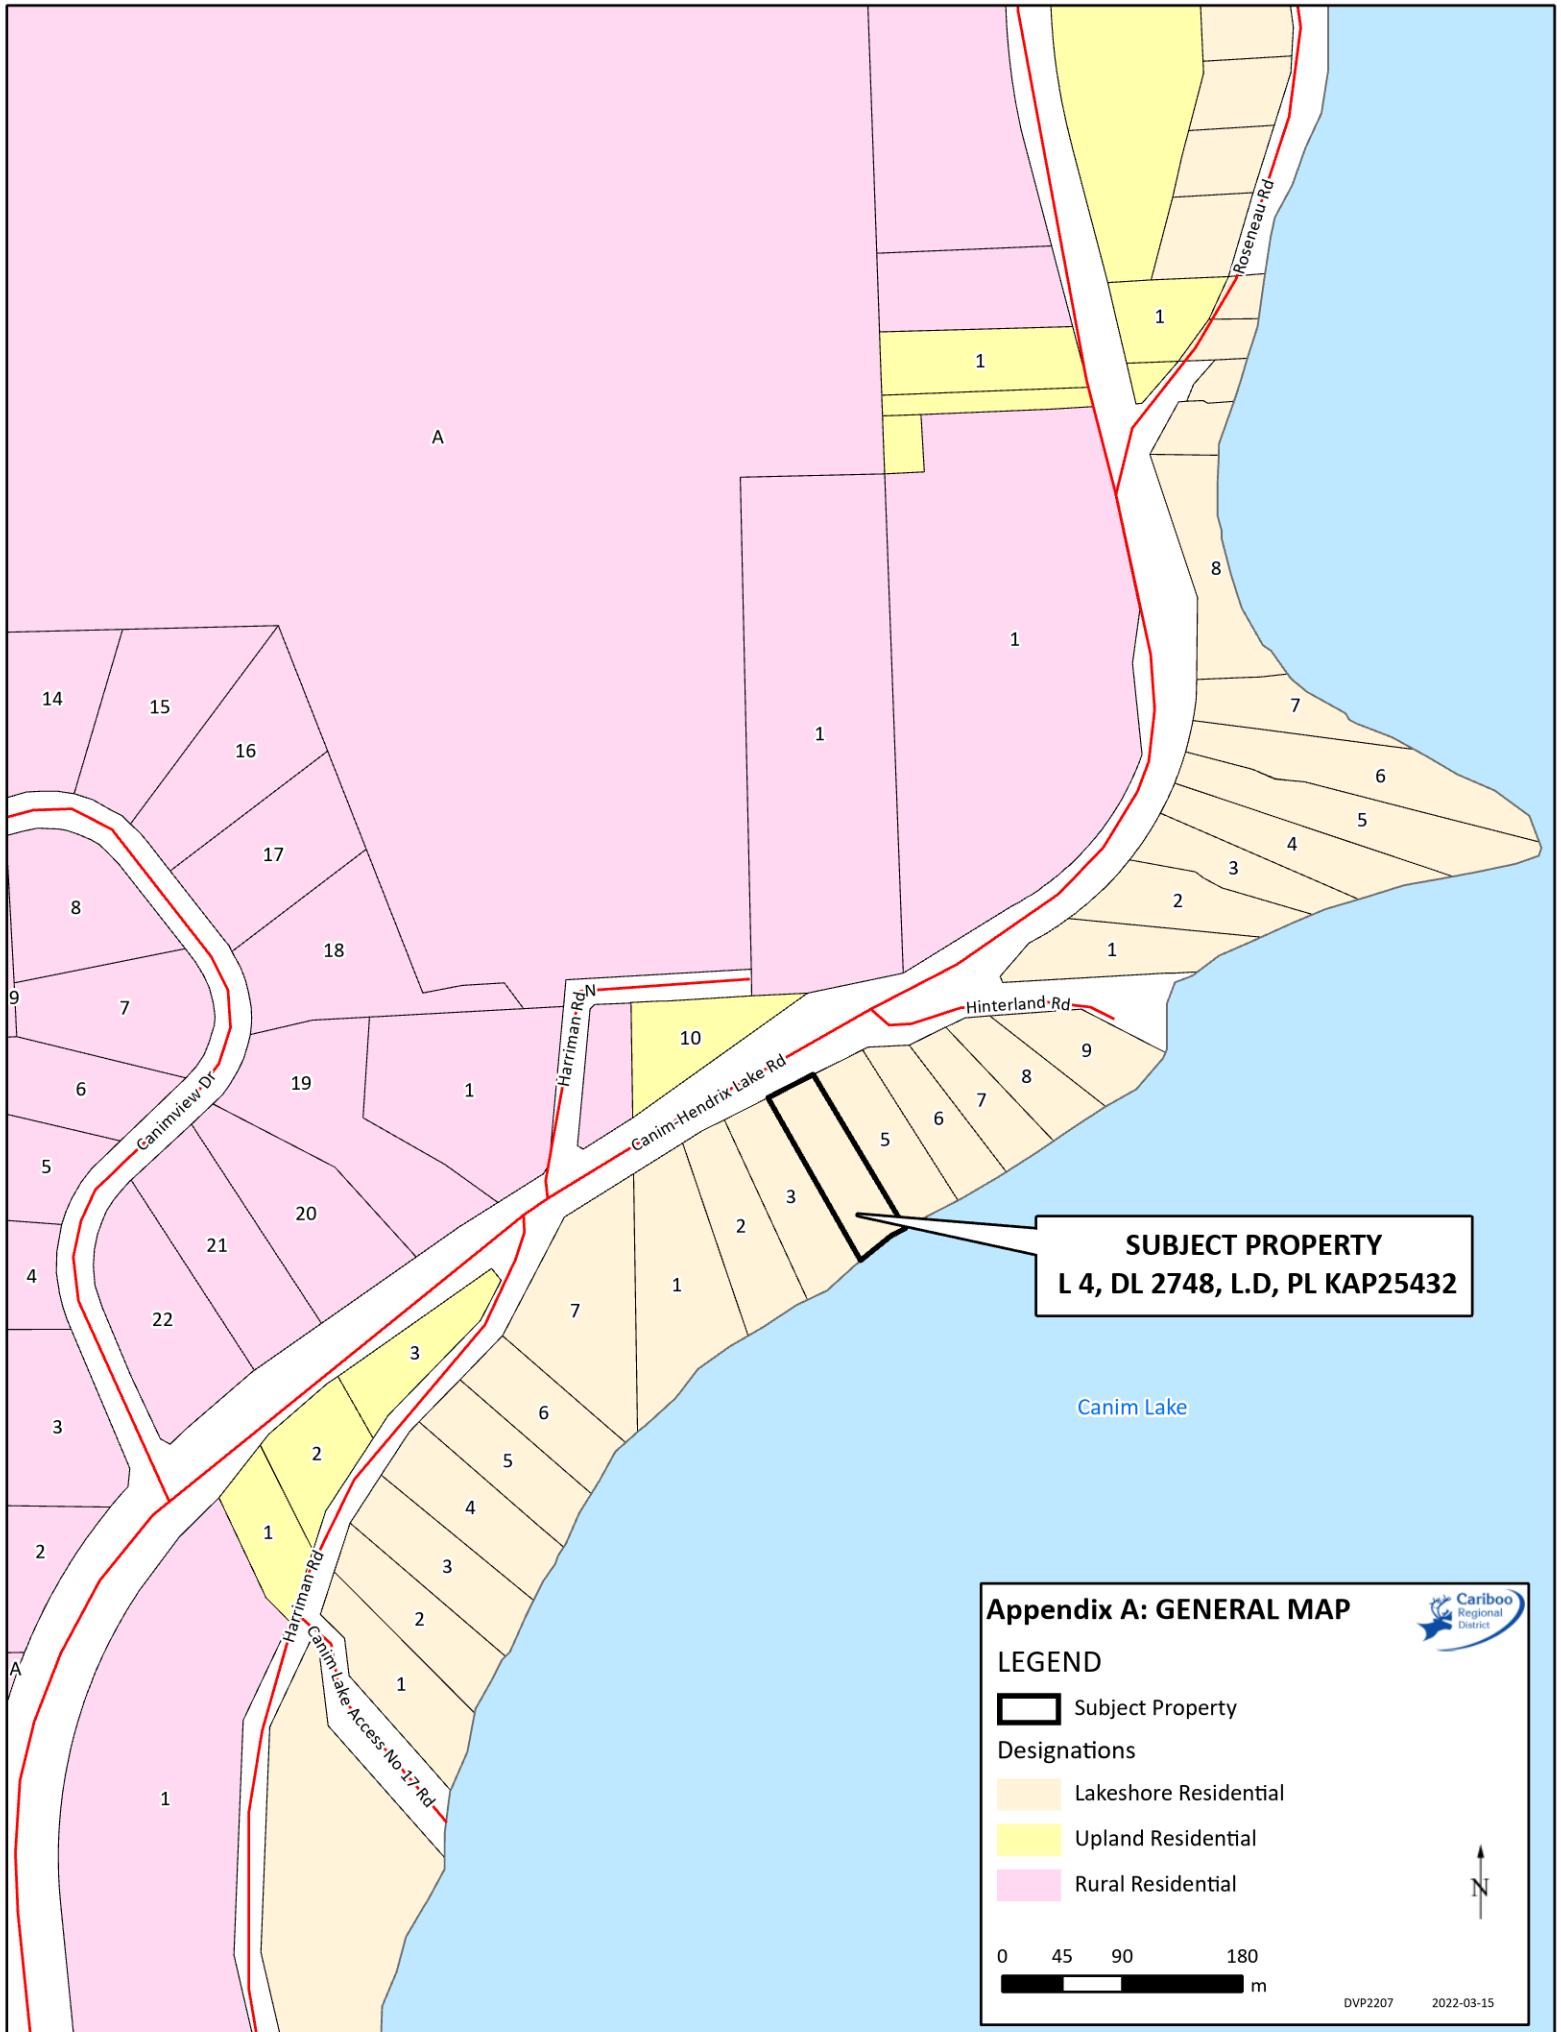 Roseneau Rd
1
1
A
8
1
7
14
15
1
16
6
5
4
17
3
2
8
18
1
9
7
Harriman Rd N
Hinterland Rd
10
9
8
6
19
1
7
Canimview Dr
Canim-Hendrix Lake Rd
6
5
5
3
20
2
21
SUBJECT PROPERTY
L 4, DL 2748, L.D, PL KAP25432
4
1
7
22
3
Canim Lake
6
3
2
5
4
1
2
3
Harriman Rd
2
A
Canim Lake Access No 17 Rd
1
1
Appendix A: GENERAL MAP
Cariboo
Regional
District
LEGEND
Subject Property
Designations
Lakeshore Residential
Upland Residential
Rural Residential
N
0 45 90 180
m
DVP2207 2022-03-15